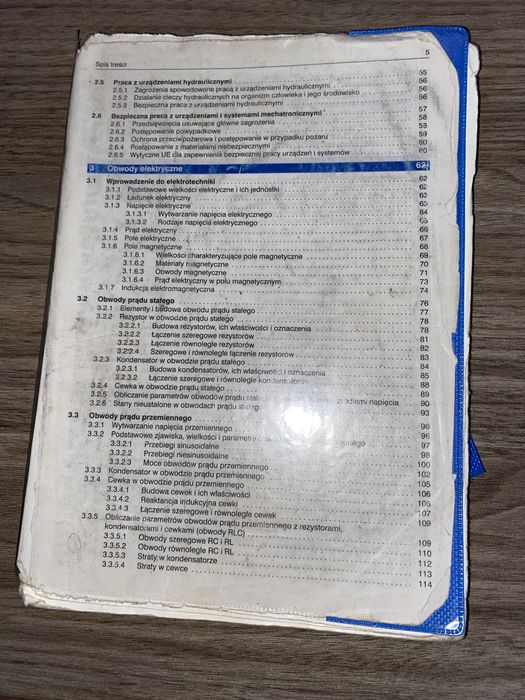 Spis treści 5
2.5 Praca z urządzeniami hydraulicznymi 55
2.5.1 Zagrożenia spowodowane pracą z urządzeniami hydraulicznymi 56
2.5.2 Działanie cieczy hydraulicznych na organizm człowieka i jego środowisko 56
2.5.3 Bezpieczna praca z urządzeniami hydraulicznymi 56
2.6 Bezpieczna praca z urządzeniami i systemami mechatronicznymi 57
2.6.1 Przedsięwzięcia usuwające główne zagrożenia 58
2.6.2 Postępowanie powypadkowe 58
2.6.3 Ochrona przeciwpożarowa i postępowanie w przypadku pożaru 59
2.6.4 Postępowanie z materiałami niebezpiecznymi 60
2.6.5 Wytyczne UE dla zapewnienia bezpiecznej pracy urządzeń i systemów 60
3 Obwody elektryczne 62
3.1 Wprowadzenie do elektrotechniki 62
3.1.1 Podstawowe wielkości elektryczne i ich jednostki 62
3.1.2 Ładunek elektryczny 62
3.1.3 Napięcie elektryczne 63
3.1.3.1 Wytwarzanie napięcia elektrycznego 64
3.1.3.2 Rodzaje napięcia elektrycznego 65
3.1.4 Prąd elektryczny 66
3.1.5 Pole elektryczne 67
3.1.6 Pole magnetyczne 68
3.1.6.1 Wielkości charakteryzujące pole magnetyczne 69
3.1.6.2 Materiały magnetyczne 70
3.1.6.3 Obwody magnetyczne 71
3.1.6.4 Prąd elektryczny w polu magnetycznym 73
3.1.7 Indukcja elektromagnetyczna 74
3.2 Obwody prądu stałego 76
3.2.1 Elementy i budowa obwodu prądu stałego 77
3.2.2 Rezystor w obwodzie prądu stałego 78
3.2.2.1 Budowa rezystorów, ich właściwości i oznaczenia 78
3.2.2.2 Łączenie szeregowe rezystorów 81
3.2.2.3 Łączenie równoległe rezystorów 82
3.2.2.4 Szeregowe i równoległe łączenie rezystorów 83
3.2.3 Kondensator w obwodzie prądu stałego 84
3.2.3.1 Budowa kondensatorów, ich właściwości i oznaczenia 85
3.2.3.2 Łączenie szeregowe i równoległe kondensatorów 88
3.2.4 Cewka w obwodzie prądu stałego 89
3.2.5 Obliczanie parametrów obwodów prądu napięcia 90
3.2.6 Stany nieustalone w obwodach prądu stałego 93
3.3 Obwody prądu przemiennego 96
3.3.1 Wytwarzanie napięcia przemiennego 96
3.3.2 Podstawowe zjawiska, wielkości i parametry 97
3.3.2.1 Przebiegi sinusoidalne 97
3.3.2.2 Przebiegi niesinusoidalne 98
3.3.2.3 Moce obwodów prądu przemiennego 100
3.3.3 Kondensator w obwodzie prądu przemiennego 102
3.3.4 Cewka w obwodzie prądu przemiennego 105
3.3.4.1 Budowa cewek i ich właściwości 106
3.3.4.2 Reaktancja indukcyjna cewki 106
3.3.4.3 Łączenie szeregowe i równoległe cewek 107
3.3.5 Obliczanie parametrów obwodów prądu przemiennego z rezystorami, 109
kondensatorami i cewkami (obwody RLC)
3.3.5.1 Obwody szeregowe RC i RL 109
3.3.5.2 Obwody równoległe RC i RL 110
3.3.5.3 Straty w kondensatorze 112
3.3.5.4 Straty w cewce 113
114